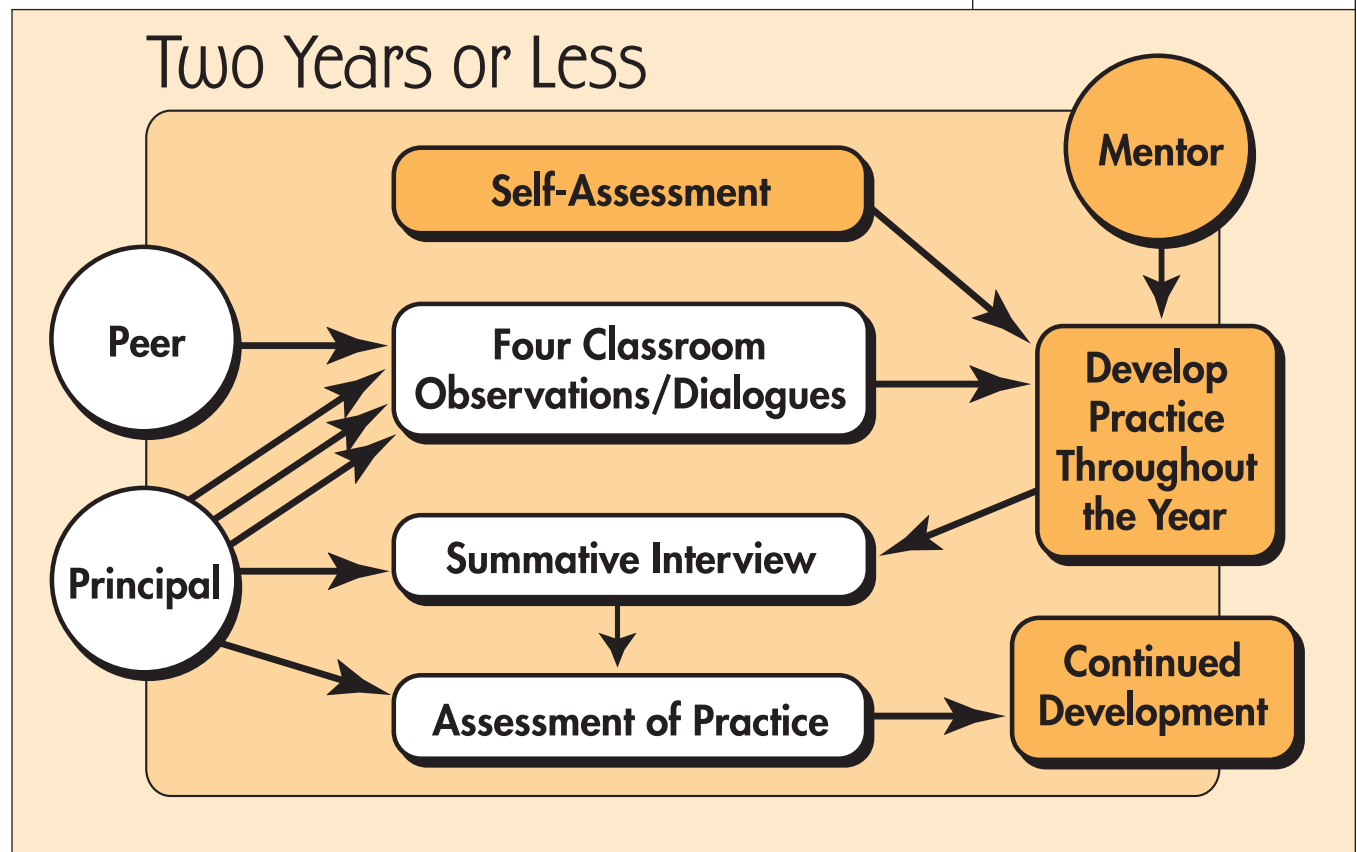 Two Years or Less
Mentor
Self-Assessment
Peer
Four Classroom
Observations/Dialogues
Develop
Practice
Throughout
the Year
Principal
Summative Interview
Continued
Development
Assessment of Practice